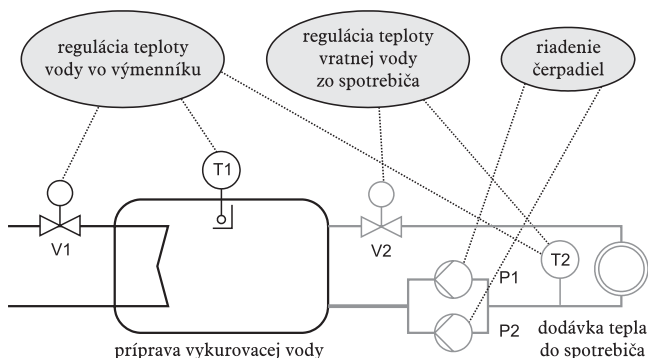 regulácia teploty
vody vo výmenníku
regulácia teploty
vratnej vody
zo spotrebiča
riadenie
čerpadiel
T1
V1
V2
T2
P1
P2
príprava vykurovacej vody
dodávka tepla
do spotrebiča